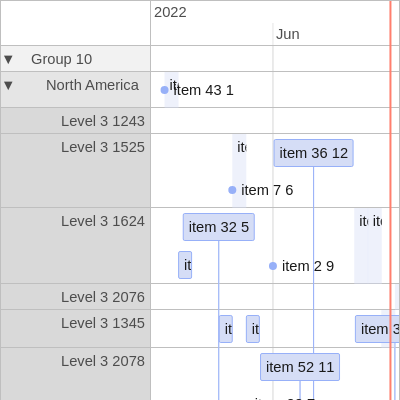 2022
Jun
▼ Group 10
▼ North America
it
item 43 1
Level 3 1243
Level 3 1525
it
item 36 12
item 7 6
Level 3 1624
item 32 5
it
it
it
item 2 9
Level 3 2076
Level 3 1345
it
it
item 3
Level 3 2078
item 52 11